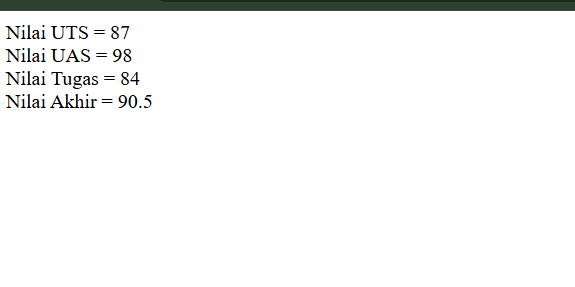 Nilai UTS = 87
Nilai UAS = 98
Nilai Tugas = 84
Nilai Akhir = 90.5